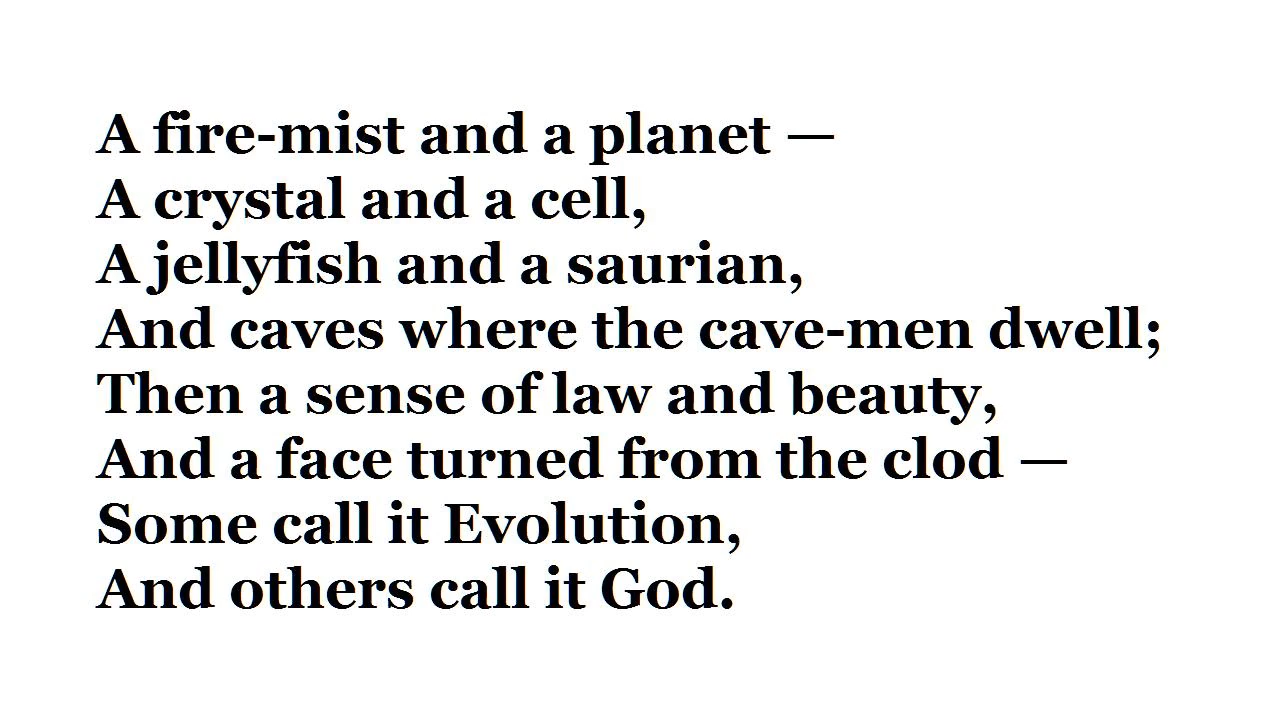 A fire-mist and a planet —
A crystal and a cell,
A jellyfish and a saurian,
And caves where the cave-men dwell;
Then a sense of law and beauty,
And a face turned from the clod —
Some call it Evolution,
And others call it God.